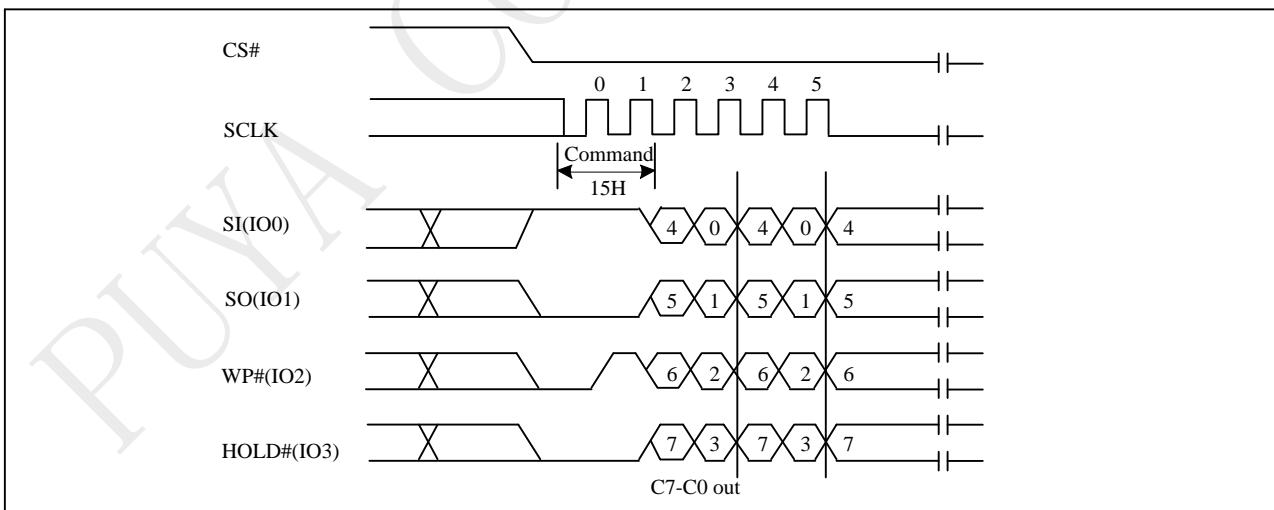 PUYA CO
CS#
0 1 2 3 4 5
SCLK
Command
15H
SI(IO0)
4 0 4 0 4
SO(IO1)
5 1 5 1 5
WP#(IO2)
6 2 6 2 6
HOLD#(IO3)
7 3 7 3 7
C7-C0 out